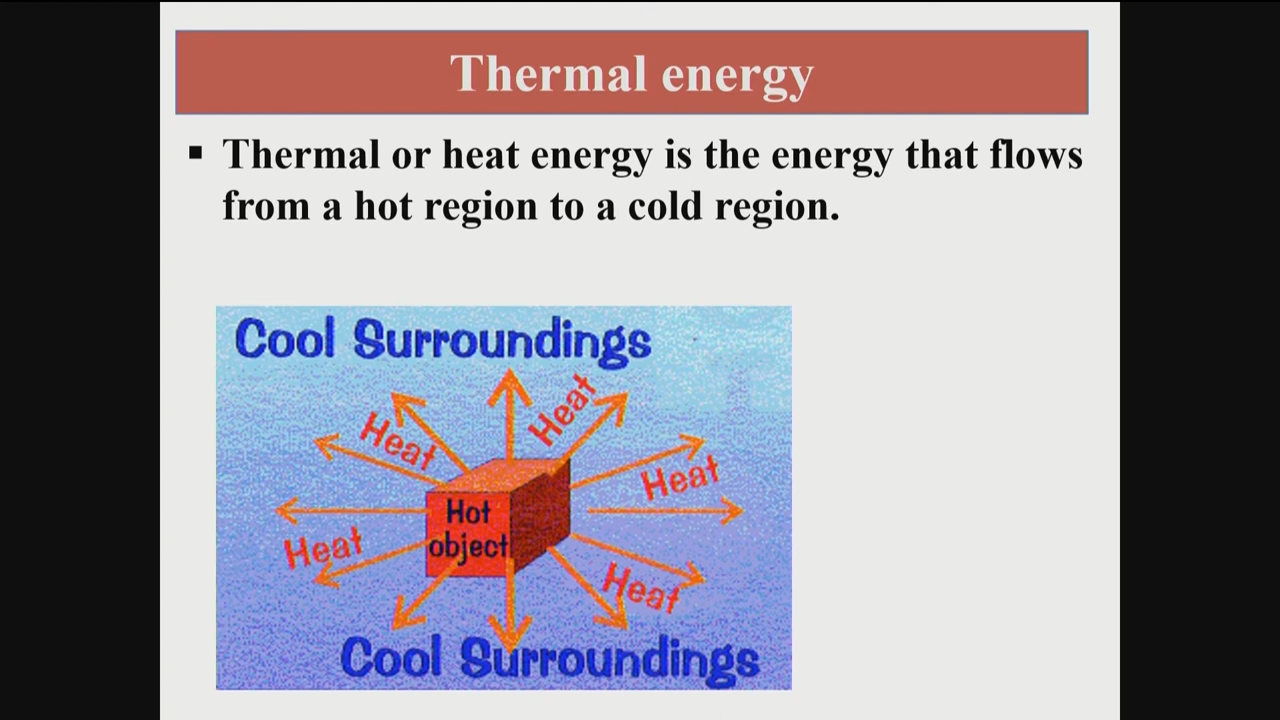 Thermal energy
▪ Thermal or heat energy is the energy that flows
from a hot region to a cold region.
Cool Surroundings
Heat
Heat
Heat
Hot
object
Heat
Heat
Cool Surroundings